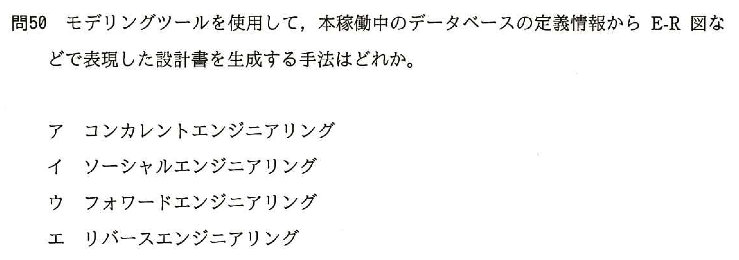 問50 モデリングツールを使用して，本稼働中のデータベースの定義情報から E-R 図な
どで表現した設計書を生成する手法はどれか。
ア コンカレントエンジニアリング
イ ソーシャルエンジニアリング
ウ フォワードエンジニアリング
エ リバースエンジニアリング